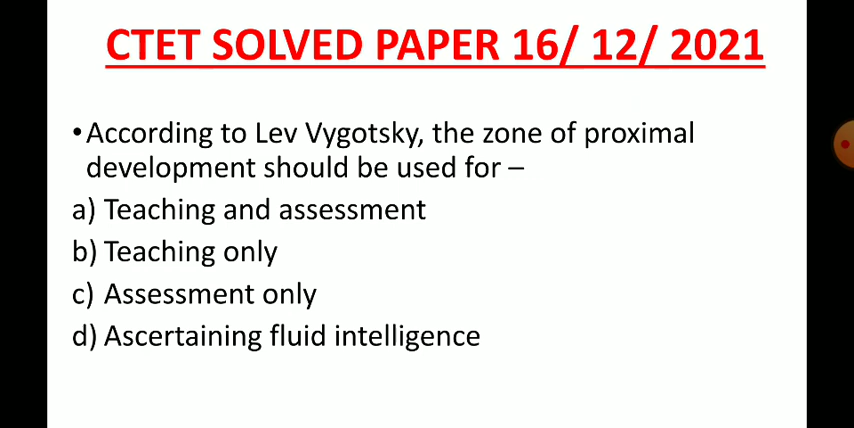 CTET SOLVED PAPER 16/ 12/ 2021
•According to Lev Vygotsky, the zone of proximal
development should be used for –
a) Teaching and assessment
b) Teaching only
c) Assessment only
d) Ascertaining fluid intelligence